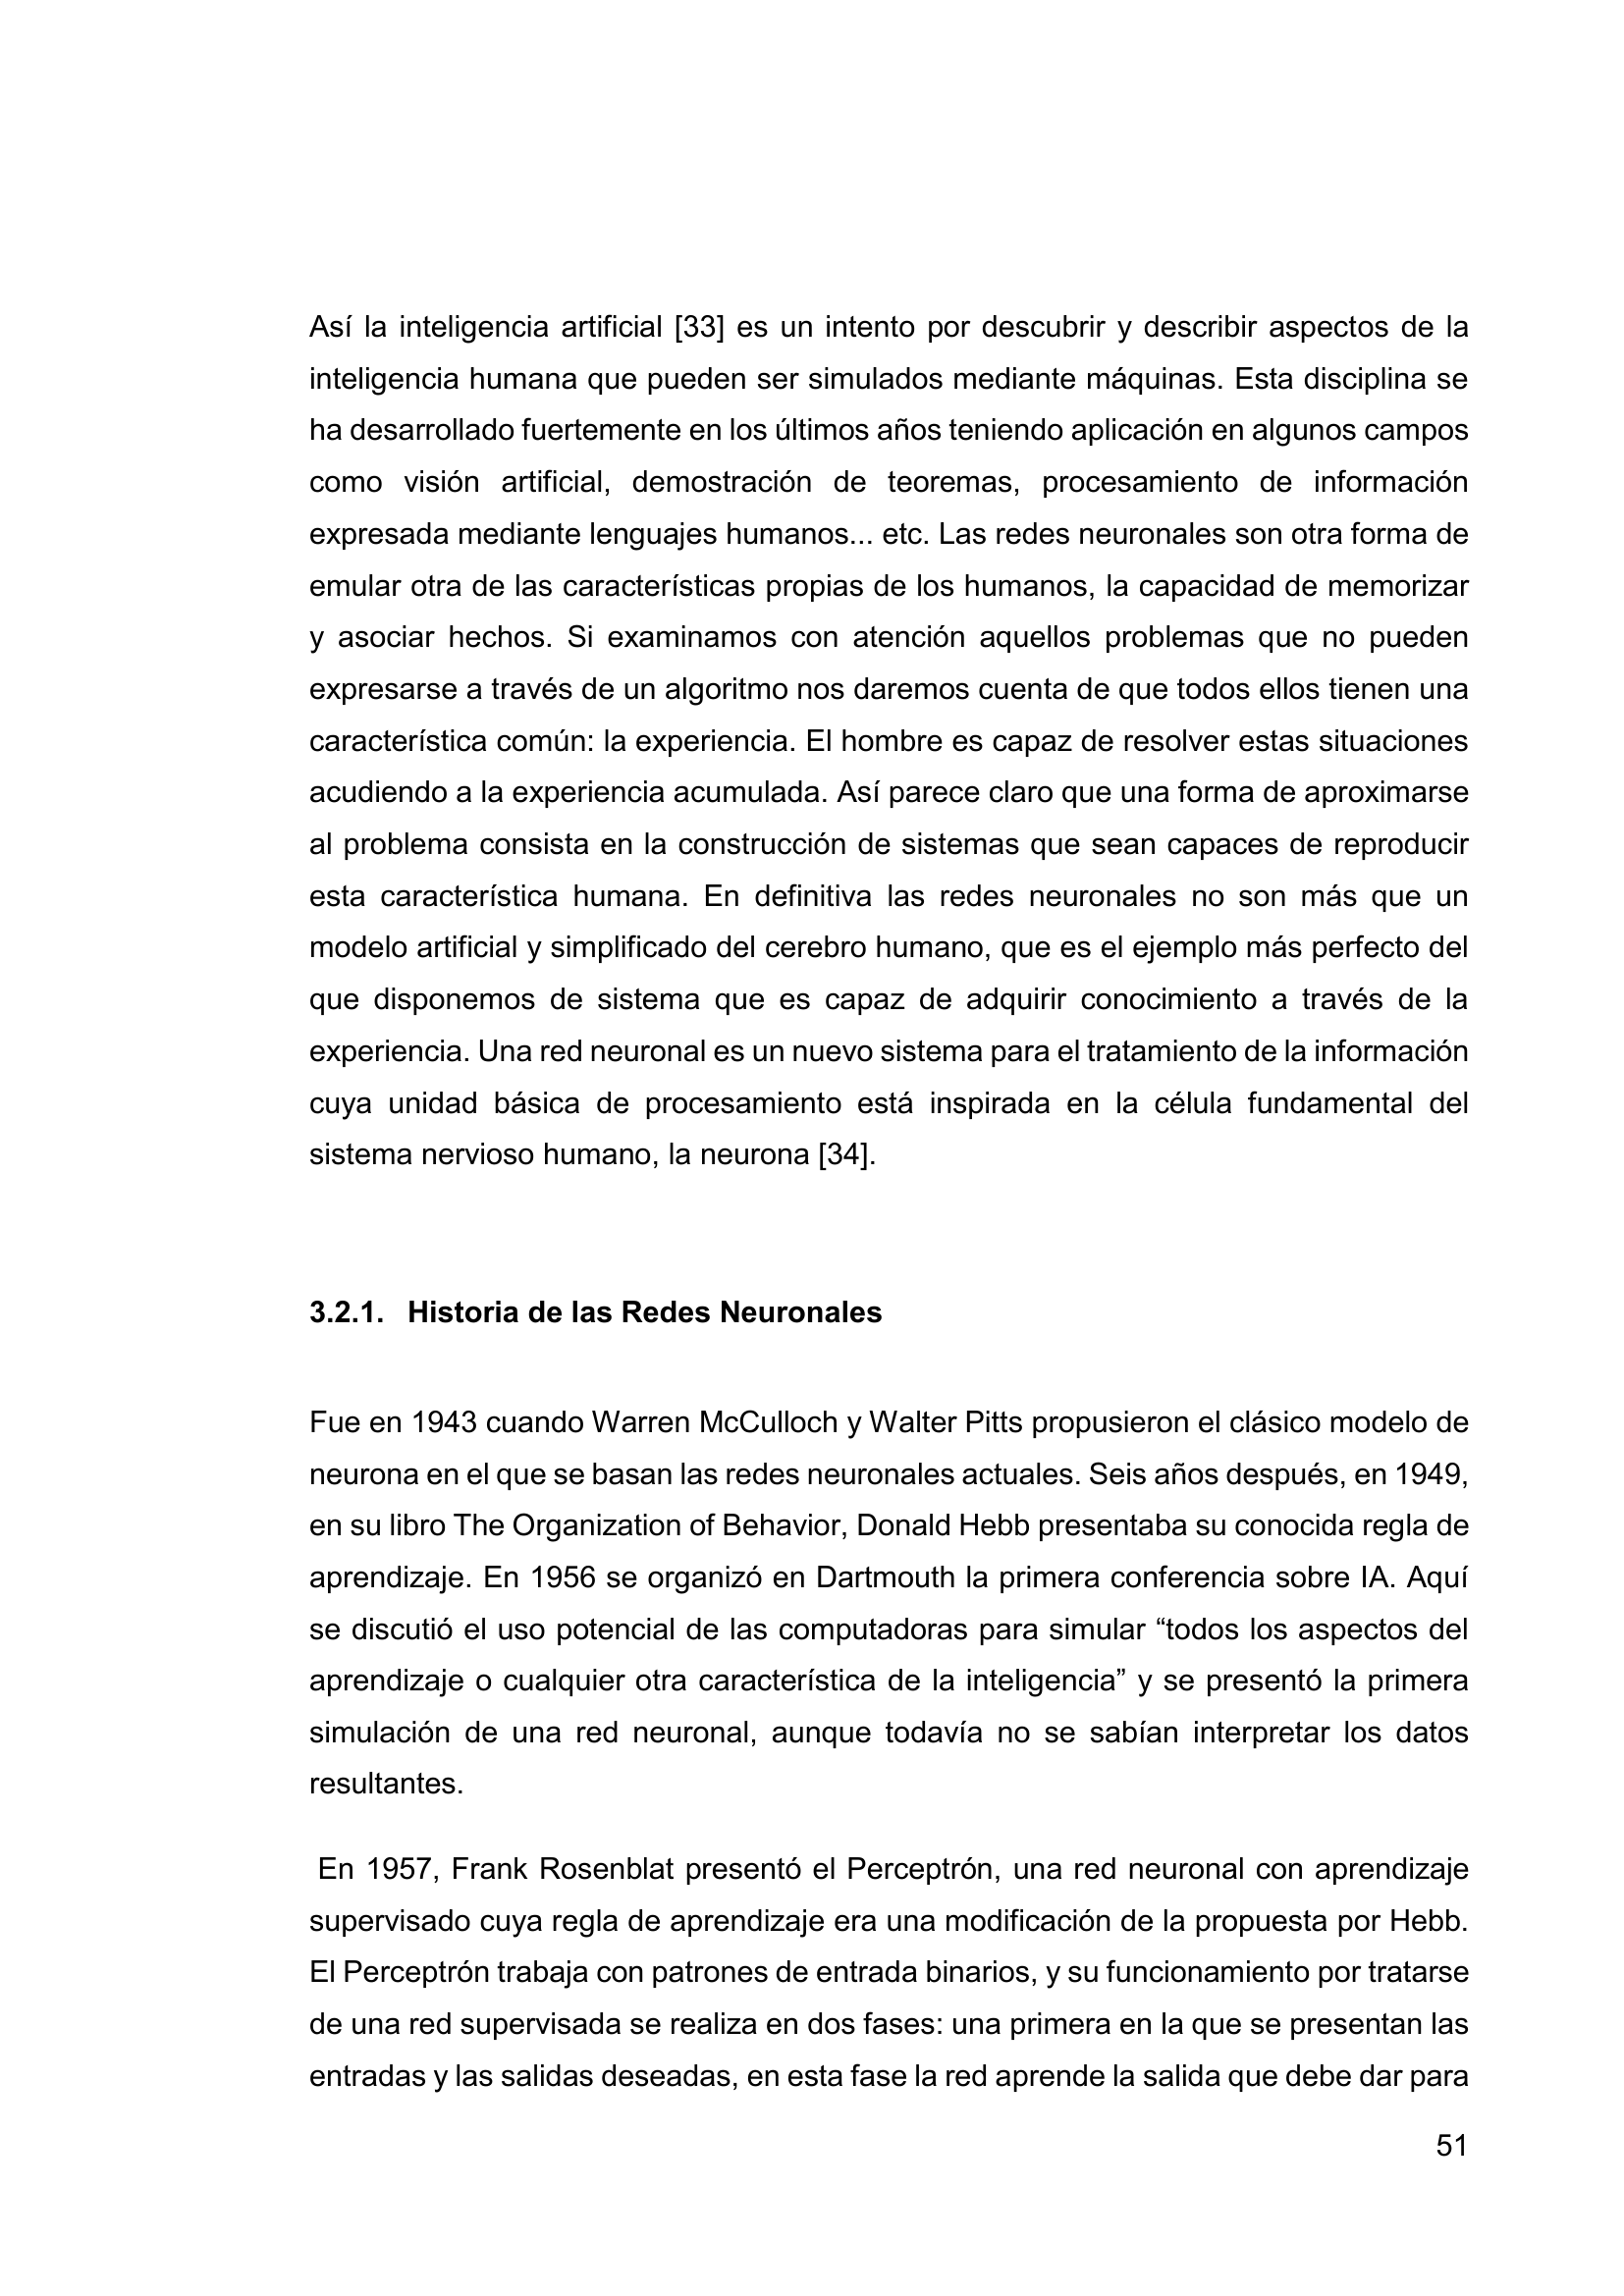 Así la inteligencia artificial [33] es un intento por descubrir y describir aspectos de la
inteligencia humana que pueden ser simulados mediante máquinas. Esta disciplina se
ha desarrollado fuertemente en los últimos años teniendo aplicación en algunos campos
como visión artificial, demostración de teoremas, procesamiento de información
expresada mediante lenguajes humanos... etc. Las redes neuronales son otra forma de
emular otra de las características propias de los humanos, la capacidad de memorizar
y asociar hechos. Si examinamos con atención aquellos problemas que no pueden
expresarse a través de un algoritmo nos daremos cuenta de que todos ellos tienen una
característica común: la experiencia. El hombre es capaz de resolver estas situaciones
acudiendo a la experiencia acumulada. Así parece claro que una forma de aproximarse
al problema consista en la construcción de sistemas que sean capaces de reproducir
esta característica humana. En definitiva las redes neuronales no son más que un
modelo artificial y simplificado del cerebro humano, que es el ejemplo más perfecto del
que disponemos de sistema que es capaz de adquirir conocimiento a través de la
experiencia. Una red neuronal es un nuevo sistema para el tratamiento de la información
cuya unidad básica de procesamiento está inspirada en la célula fundamental del
sistema nervioso humano, la neurona [34].
3.2.1. Historia de las Redes Neuronales
Fue en 1943 cuando Warren McCulloch y Walter Pitts propusieron el clásico modelo de
neurona en el que se basan las redes neuronales actuales. Seis años después, en 1949,
en su libro The Organization of Behavior, Donald Hebb presentaba su conocida regla de
aprendizaje. En 1956 se organizó en Dartmouth la primera conferencia sobre IA. Aquí
se discutió el uso potencial de las computadoras para simular “todos los aspectos del
aprendizaje o cualquier otra característica de la inteligencia” y se presentó la primera
simulación de una red neuronal, aunque todavía no se sabían interpretar los datos
resultantes.
En 1957, Frank Rosenblat presentó el Perceptrón, una red neuronal con aprendizaje
supervisado cuya regla de aprendizaje era una modificación de la propuesta por Hebb.
El Perceptrón trabaja con patrones de entrada binarios, y su funcionamiento por tratarse
de una red supervisada se realiza en dos fases: una primera en la que se presentan las
entradas y las salidas deseadas, en esta fase la red aprende la salida que debe dar para
51